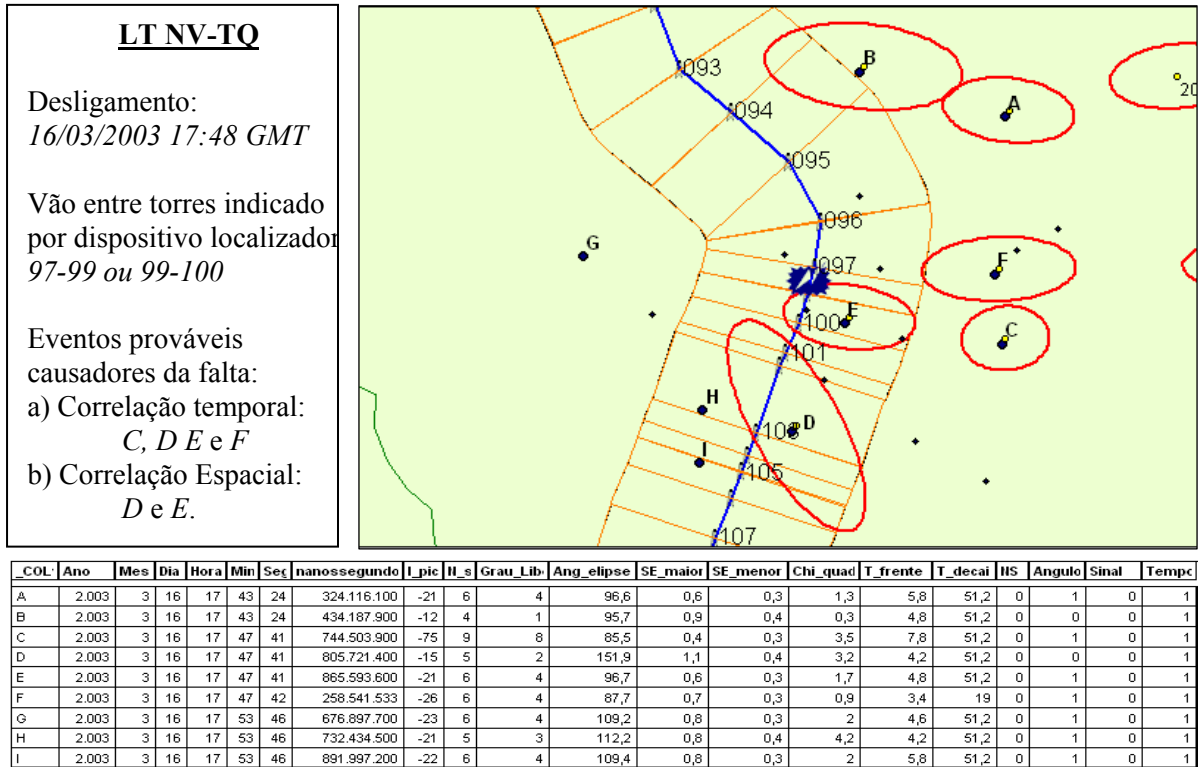 LT NV-TQ
Desligamento:
16/03/2003 17:48 GMT
Vão entre torres indicado
por dispositivo localizador
97-99 ou 99-100
Eventos prováveis
causadores da falta:
a) Correlação temporal:
C, D E e F
b) Correlação Espacial:
D e E.
093
B
A
20
094
095
096
G
097
F
100
E
C
101
H
D
I
105
107
_COL Ano Mes Dia Hora Min Seg nanossegundo I_pic N_s Grau_Lib Ang_elipse SE_maior SE_menor Chi_quad T_frente T_decai NS Angulo Sinal Tempo
A 2.003 3 16 17 43 24 324.116.100 -21 6 4 96,6 0,6 0,3 1,3 5,8 51,2 0 1 0 1
B 2.003 3 16 17 43 24 434.187.900 -12 4 1 95,7 0,9 0,4 0,3 4,8 51,2 0 0 0 1
C 2.003 3 16 17 47 41 744.503.900 -75 9 8 85,5 0,4 0,3 3,5 7,8 51,2 0 1 0 1
D 2.003 3 16 17 47 41 805.721.400 -15 5 2 151,9 1,1 0,4 3,2 4,2 51,2 0 0 0 1
E 2.003 3 16 17 47 41 865.593.600 -21 6 4 96,7 0,6 0,3 1,7 4,8 51,2 0 1 0 1
F 2.003 3 16 17 47 42 258.541.533 -26 6 4 87,7 0,7 0,3 0,9 3,4 19 0 1 0 1
G 2.003 3 16 17 53 46 676.897.700 -23 6 4 109,2 0,8 0,3 2 4,6 51,2 0 1 0 1
H 2.003 3 16 17 53 46 732.434.500 -21 5 3 112,2 0,8 0,4 4,2 4,2 51,2 0 1 0 1
I 2.003 3 16 17 53 46 891.997.200 -22 6 4 109,4 0,8 0,3 2 5,8 51,2 0 1 0 1